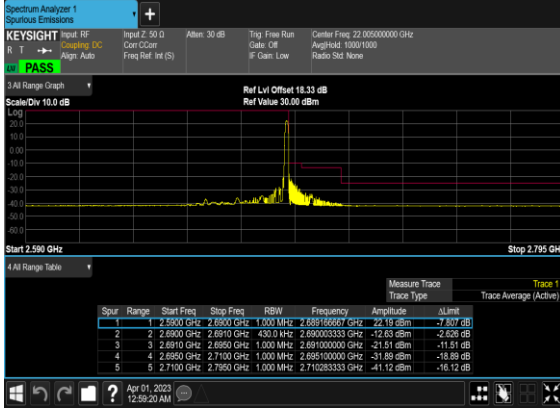 Spectrum Analyzer 1
Spurious Emissions
+
KEYSIGHT Input: RF Input Z: 50 Ω Atten: 30 dB Trig: Free Run Center Freq: 22.005000000 GHz
R T Coupling: DC Corr CCorr Gate: Off Avg|Hold: 1000/1000
Align: Auto Freq Ref: Int (S) IF Gain: Low Radio Std: None
PASS
3.All Range Graph
Ref Lvl Offset 18.33 dB
Scale/Div 10.0 dB Ref Value 30.00 dBm
Log
20.0
10.0
0.00
-10.0
-20.0
-30.0
-40.0
-50.0
-60.0
Start 2.590 GHz Stop 2.795 GH
4.All Range Table
Measure Trace Trace 1
Trace Type Trace Average (Active)
Spur Range Start Freq Stop Freq RBW Frequency Amplitude ΔLimit
1 1 2.5900 GHz 2.6900 GHz 1.000 MHz 2.689166667 GHz 22.19 dBm -7.807 dB
2 2 2.6900 GHz 2.6910 GHz 430.0 kHz 2.690003333 GHz -12.63 dBm -2.626 dB
3 3 2.6910 GHz 2.6950 GHz 1.000 MHz 2.691000000 GHz -21.51 dBm -11.51 dB
4 4 2.6950 GHz 2.7100 GHz 1.000 MHz 2.695100000 GHz -31.89 dBm -18.89 dB
5 5 2.7100 GHz 2.7950 GHz 1.000 MHz 2.710283333 GHz -41.12 dBm -16.12 dB
?
Apr 01, 2023
12:59:20 AM